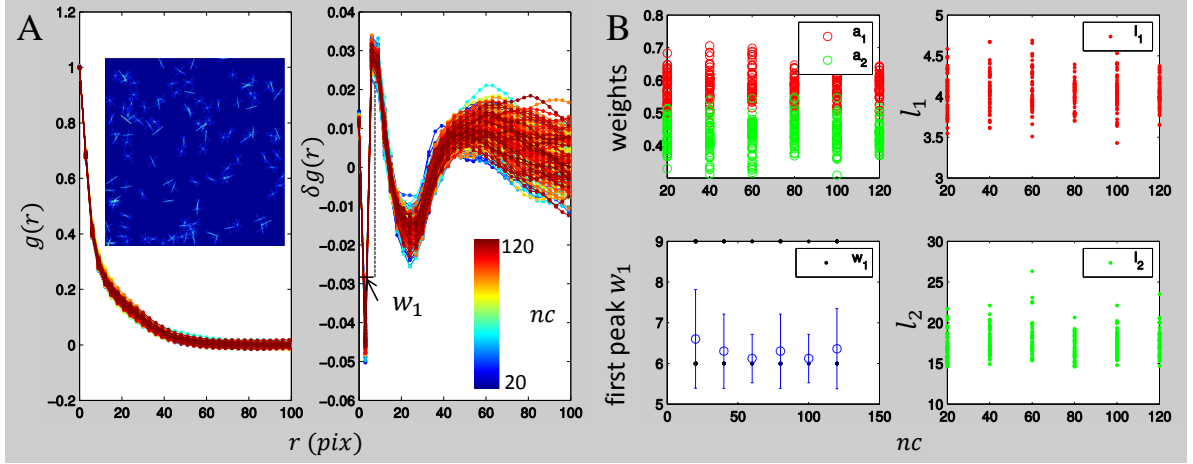 A
1.2
1
0.8
0.6
0.4
0.2
0
−0.2
g(r)
0 20 40 60 80 100
0.04
0.03
0.02
0.01
0
−0.01
−0.02
−0.03
−0.04
−0.05
−0.06
δg(r)
w₁
120
nc
20
0 20 40 60 80 100
r (pix)
B
0.8
0.7
0.6
0.5
0.4
weights
a₁
a₂
20 40 60 80 100 120
5
4.5
4
3.5
3
l₁
l₁
20 40 60 80 100 120
9
8
7
6
5
first peak w₁
w₁
0 50 100 150
30
25
20
15
10
l₂
l₂
20 40 60 80 100 120
nc